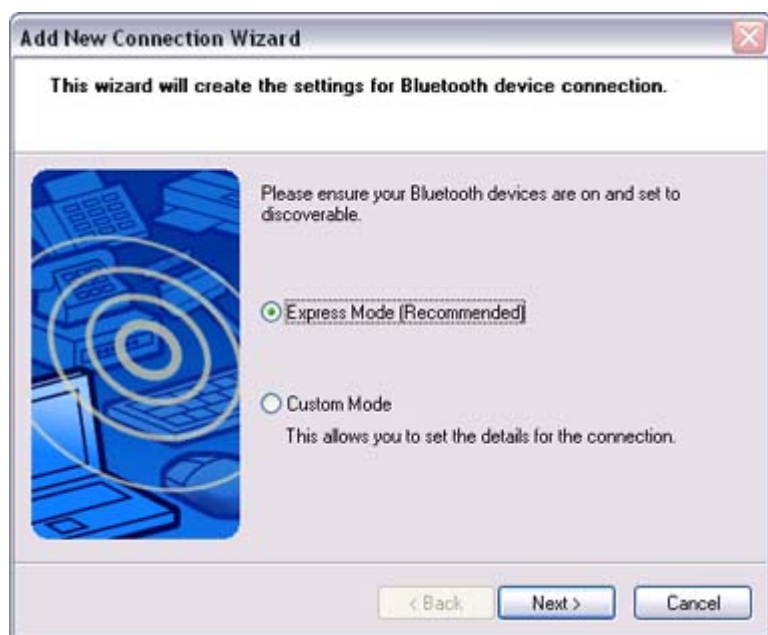 Add New Connection Wizard
This wizard will create the settings for Bluetooth device connection.
Please ensure your Bluetooth devices are on and set to
discoverable.
Express Mode (Recommended)
Custom Mode
This allows you to set the details for the connection.
< Back
Next >
Cancel